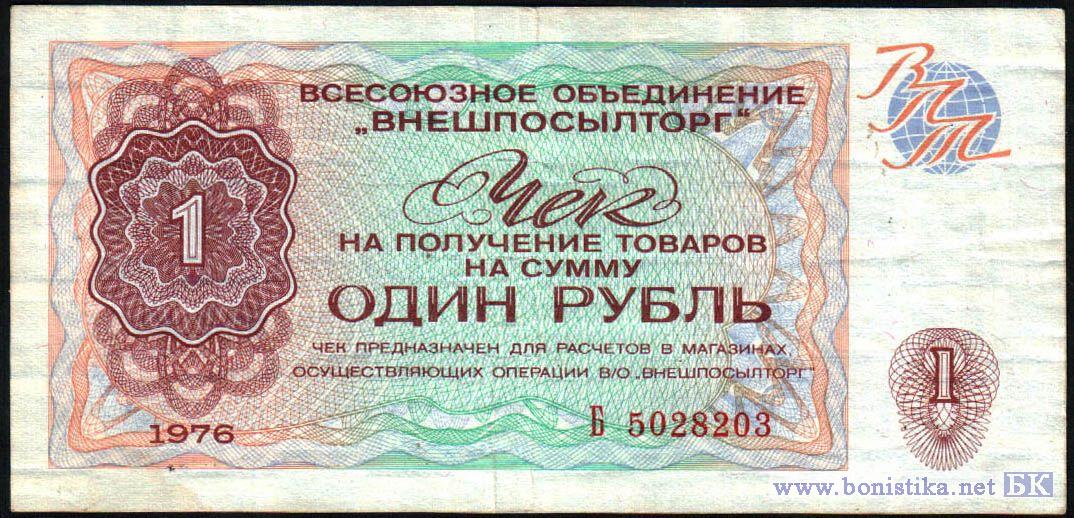 ВСЕСОЮЗНОЕ ОБЪЕДИНЕНИЕ
„ВНЕШПОСЫЛТОРГ“
ВПТ
Чек
НА ПОЛУЧЕНИЕ ТОВАРОВ
НА СУММУ
1
ОДИН РУБЛЬ
ЧЕК ПРЕДНАЗНАЧЕН ДЛЯ РАСЧЕТОВ В МАГАЗИНАХ,
ОСУЩЕСТВЛЯЮЩИХ ОПЕРАЦИИ В/О „ВНЕШПОСЫЛТОРГ“
1
1976
Б 5028203
www.bonistika.net БК